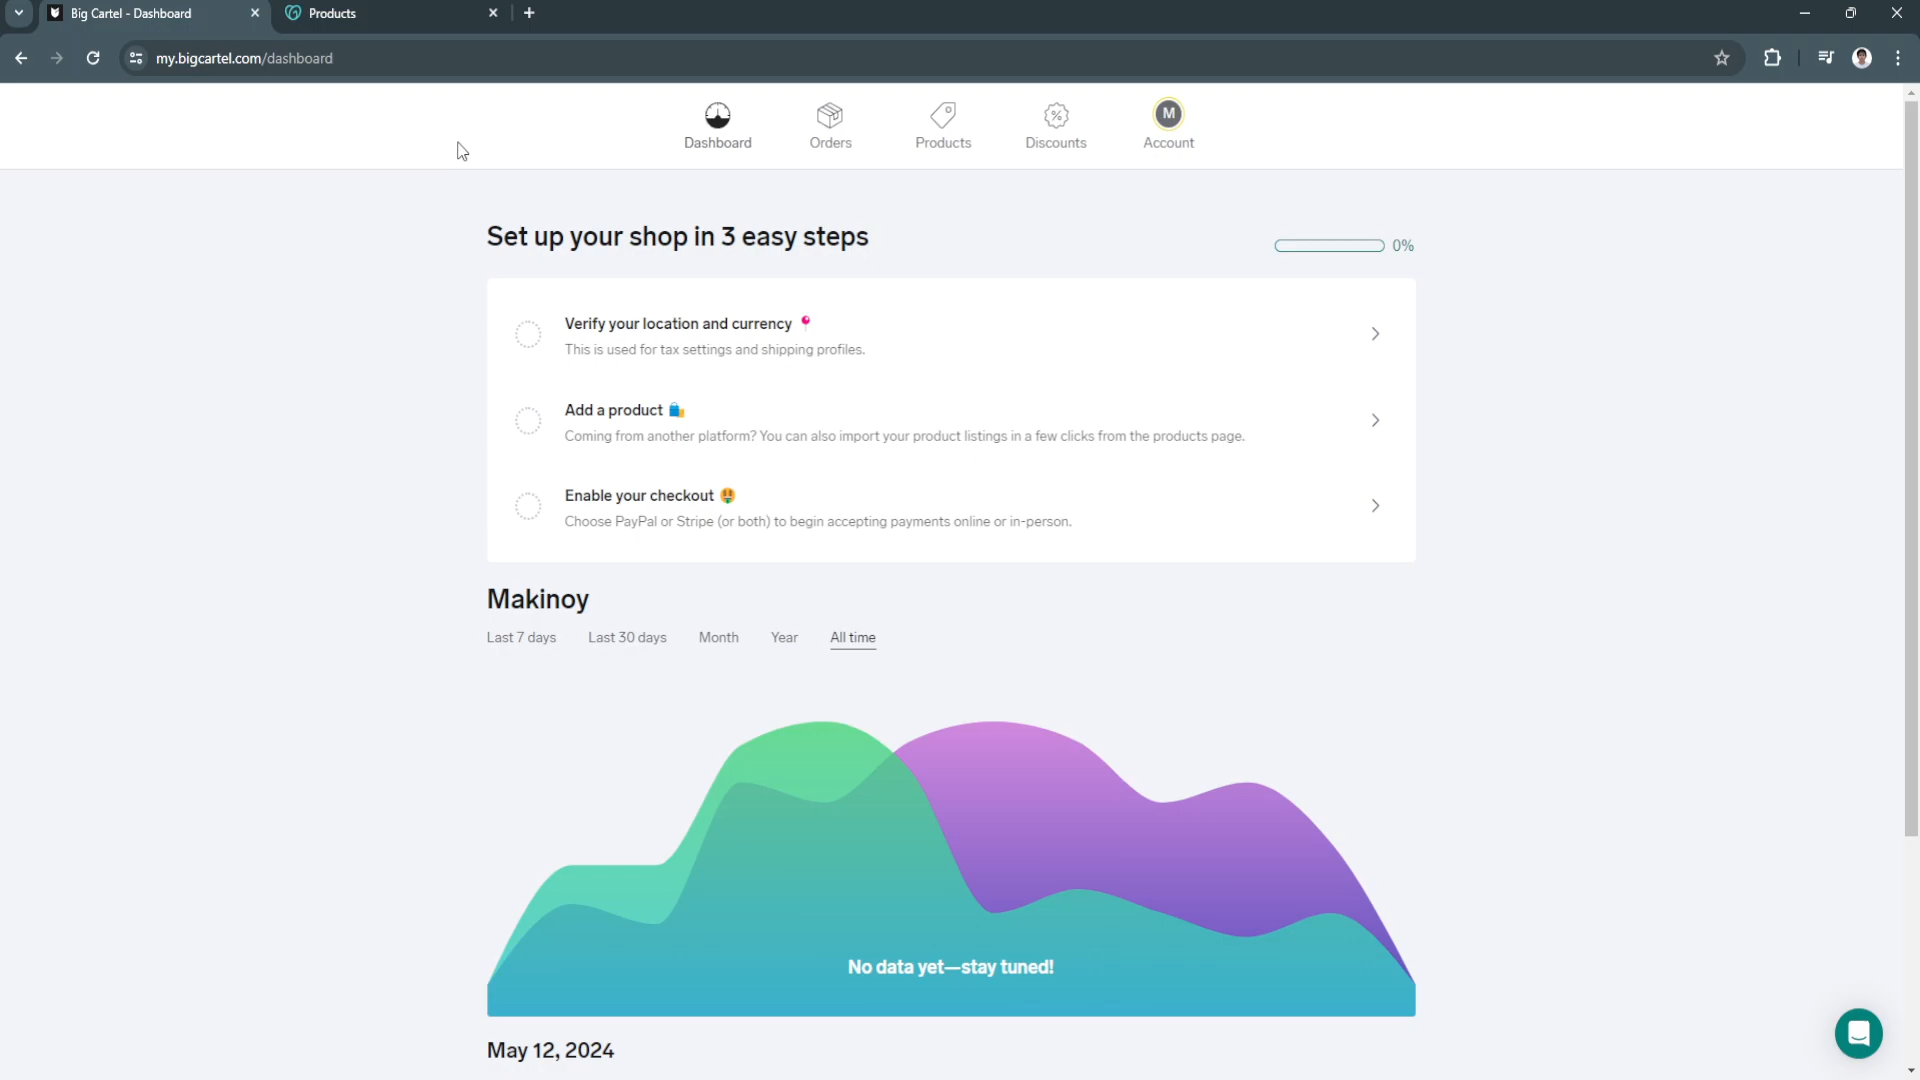 Big Cartel - Dashboard
Products
my.bigcartel.com/dashboard
Dashboard
Orders
Products
Discounts
M
Account
Set up your shop in 3 easy steps
0%
Verify your location and currency
This is used for tax settings and shipping profiles.
Add a product
Coming from another platform? You can also import your product listings in a few clicks from the products page.
Enable your checkout
Choose PayPal or Stripe (or both) to begin accepting payments online or in-person.
Makinoy
Last 7 days Last 30 days Month Year All time
No data yet—stay tuned!
May 12, 2024